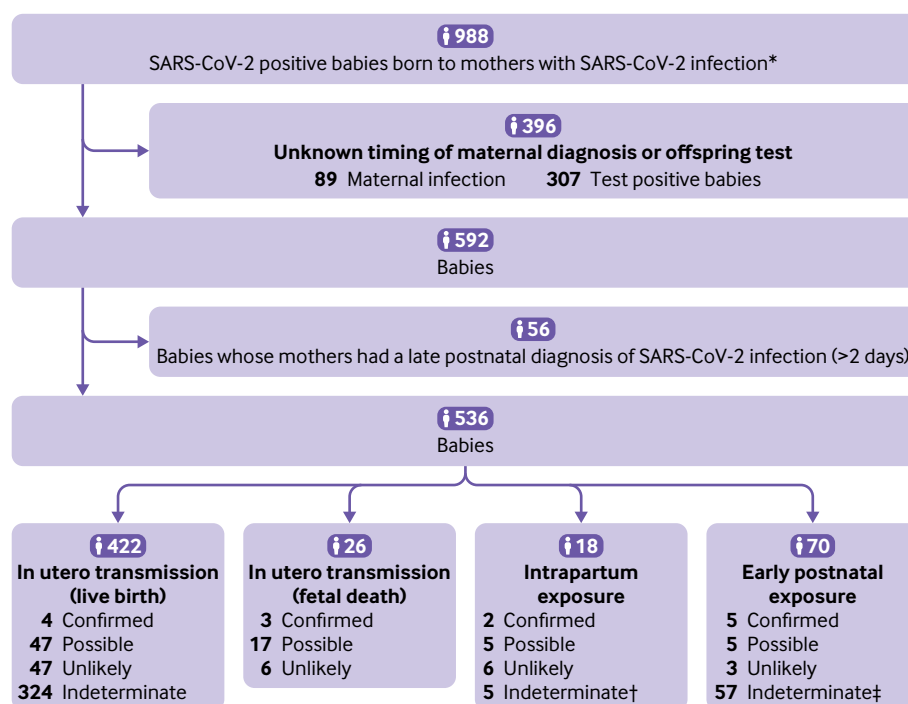 988
SARS-CoV-2 positive babies born to mothers with SARS-CoV-2 infection*
396
Unknown timing of maternal diagnosis or offspring test
89 Maternal infection 307 Test positive babies
592
Babies
56
Babies whose mothers had a late postnatal diagnosis of SARS-CoV-2 infection (>2 days)
536
Babies
422
In utero transmission
(live birth)
4 Confirmed
47 Possible
47 Unlikely
324 Indeterminate
26
In utero transmission
(fetal death)
3 Confirmed
17 Possible
6 Unlikely
18
Intrapartum
exposure
2 Confirmed
5 Possible
6 Unlikely
5 Indeterminate†
70
Early postnatal
exposure
5 Confirmed
5 Possible
3 Unlikely
57 Indeterminate‡